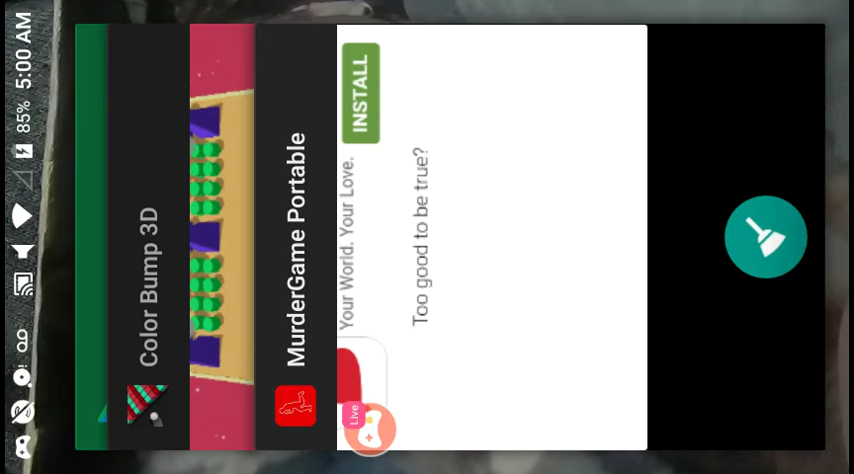 85% 5:00 AM
Color Bump 3D
MurderGame Portable
Your World. Your Love.
INSTALL
Too good to be true?
Live